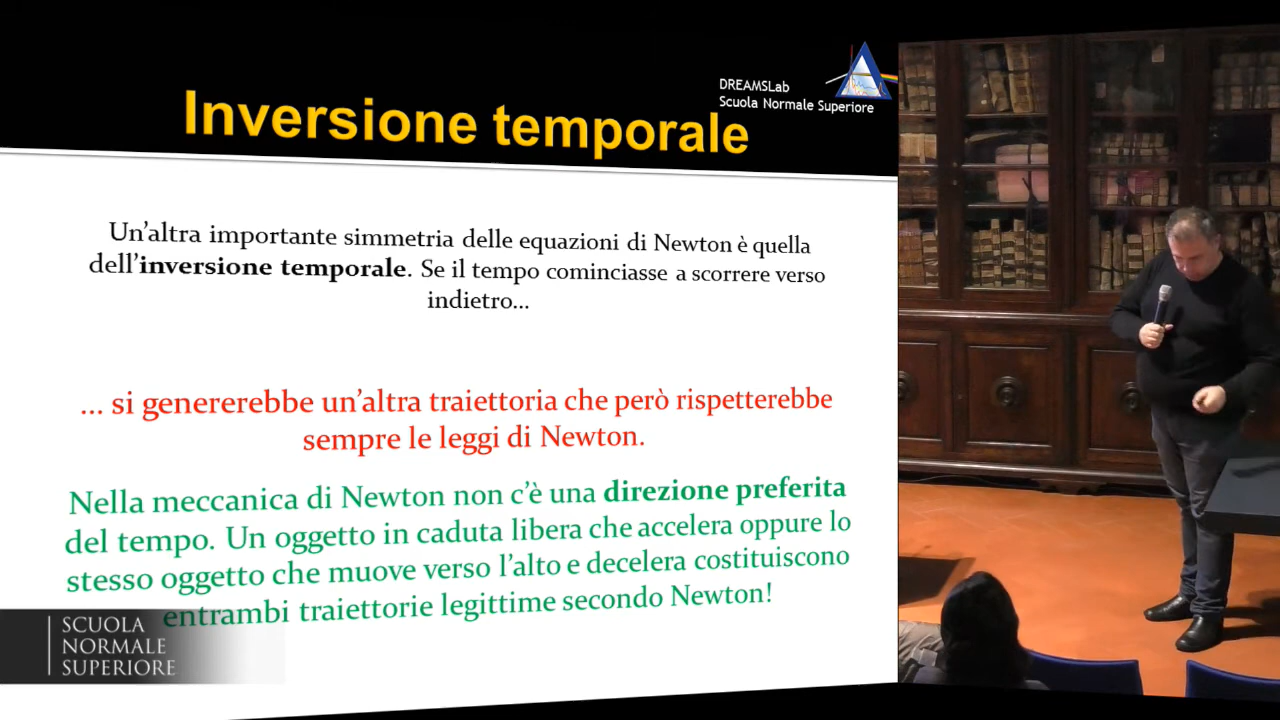 DREAMSLab
Scuola Normale Superiore
Inversione temporale
Un'altra importante simmetria delle equazioni di Newton è quella
dell'inversione temporale. Se il tempo cominciasse a scorrere verso
indietro...
... si genererebbe un'altra traiettoria che però rispetterebbe
sempre le leggi di Newton.
Nella meccanica di Newton non c'è una direzione preferita
del tempo. Un oggetto in caduta libera che accelera oppure lo
stesso oggetto che muove verso l'alto e decelera costituiscono
entrambi traiettorie legittime secondo Newton!
SCUOLA
NORMALE
SUPERIORE